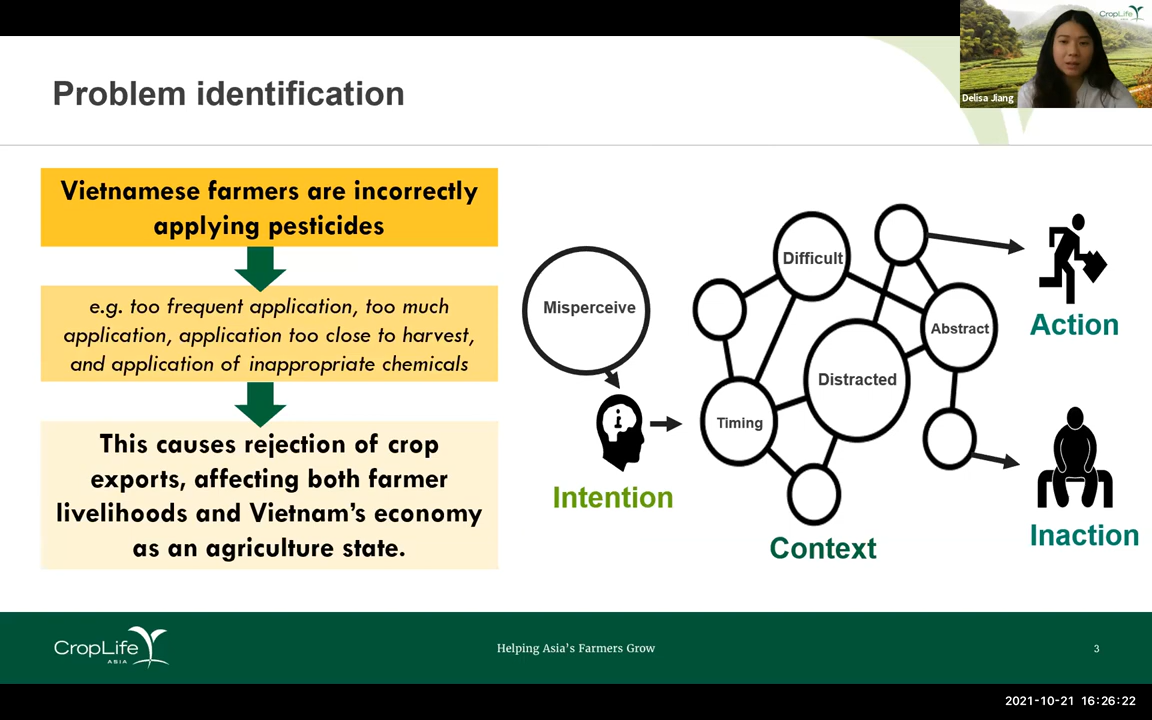 CropLife
Delisa Jiang
Problem identification
Vietnamese farmers are incorrectly
applying pesticides
e.g. too frequent application, too much
application, application too close to harvest,
and application of inappropriate chemicals
This causes rejection of crop
exports, affecting both farmer
livelihoods and Vietnam's economy
as an agriculture state.
Misperceive
Intention
Difficult
Abstract
Distracted
Timing
Context
Action
Inaction
CropLife
ASIA
Helping Asia's Farmers Grow
3
2021-10-21 16:26:22